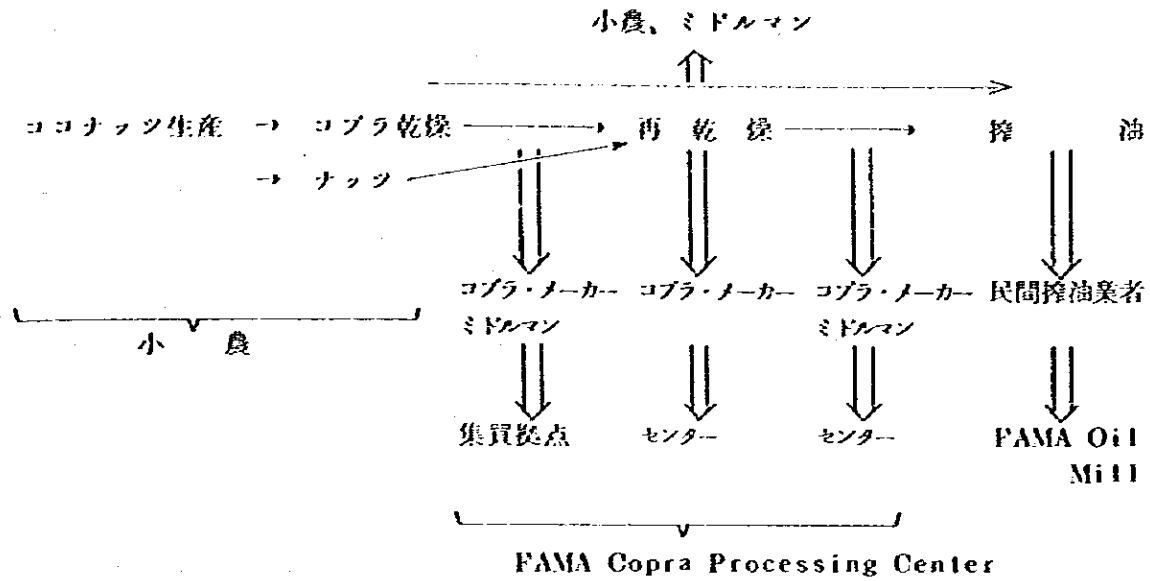 小農、ミドルマン
ココナッツ生産 → コプラ乾燥 → 再乾燥 → 搾油
→ ナッツ
コプラ・メーカー コプラ・メーカー コプラ・メーカー 民間搾油業者
ミドルマン ミドルマン
小農
集買拠点 センター センター FAMA Oil
Mill
FAMA Copra Processing Center